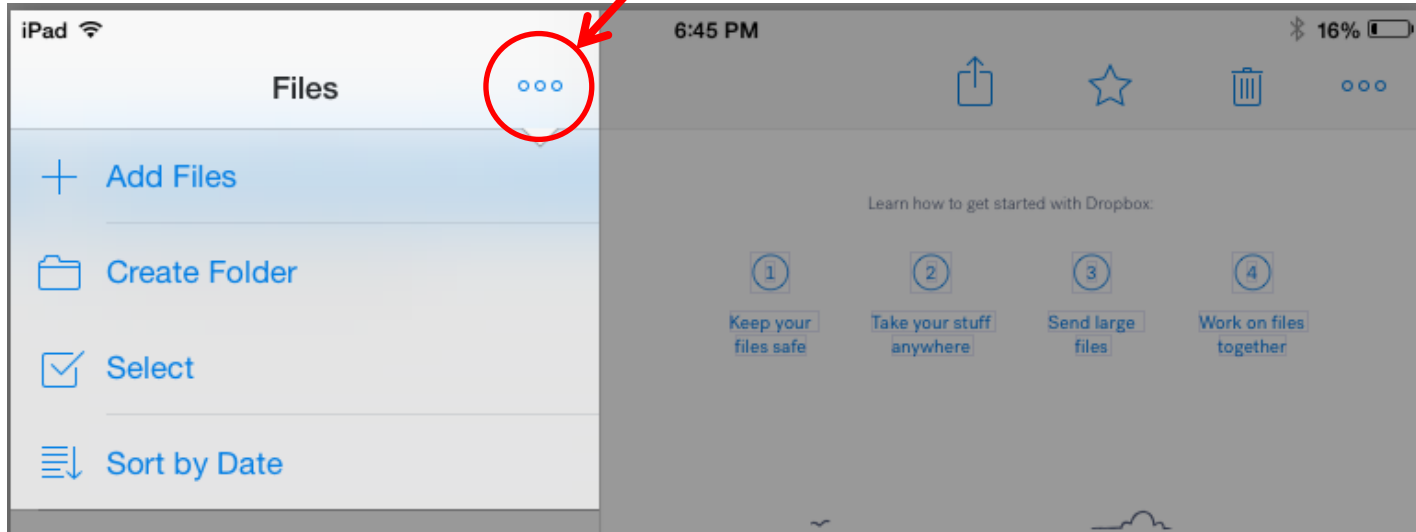 iPad 6:45 PM 16%
Files
Add Files
Create Folder
Select
Sort by Date
Learn how to get started with Dropbox:
1 2 3 4
Keep your Take your stuff Send large Work on files
files safe anywhere files together